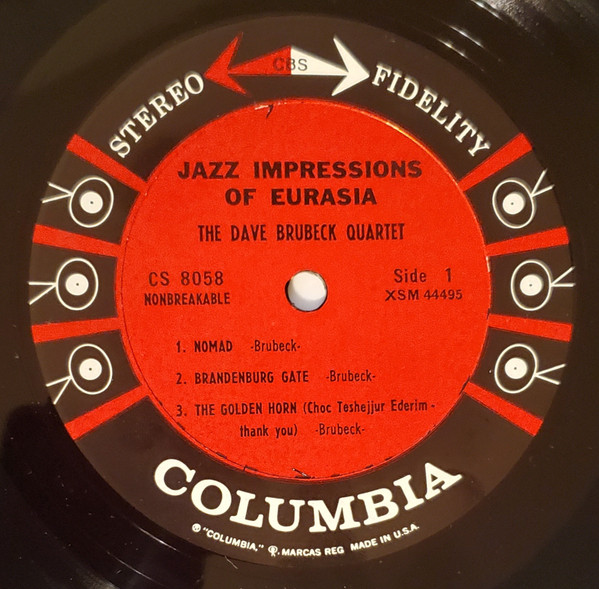 CBS
STEREO FIDELITY
JAZZ IMPRESSIONS
OF EURASIA
THE DAVE BRUBECK QUARTET
CS 8058
NONBREAKABLE
Side 1
XSM 44495
1. NOMAD -Brubeck-
2. BRANDENBURG GATE -Brubeck-
3. THE GOLDEN HORN (Choc Teshejjur Ederim -
thank you) -Brubeck-
COLUMBIA
® "COLUMBIA," ®, MARCAS REG MADE IN U.S.A.